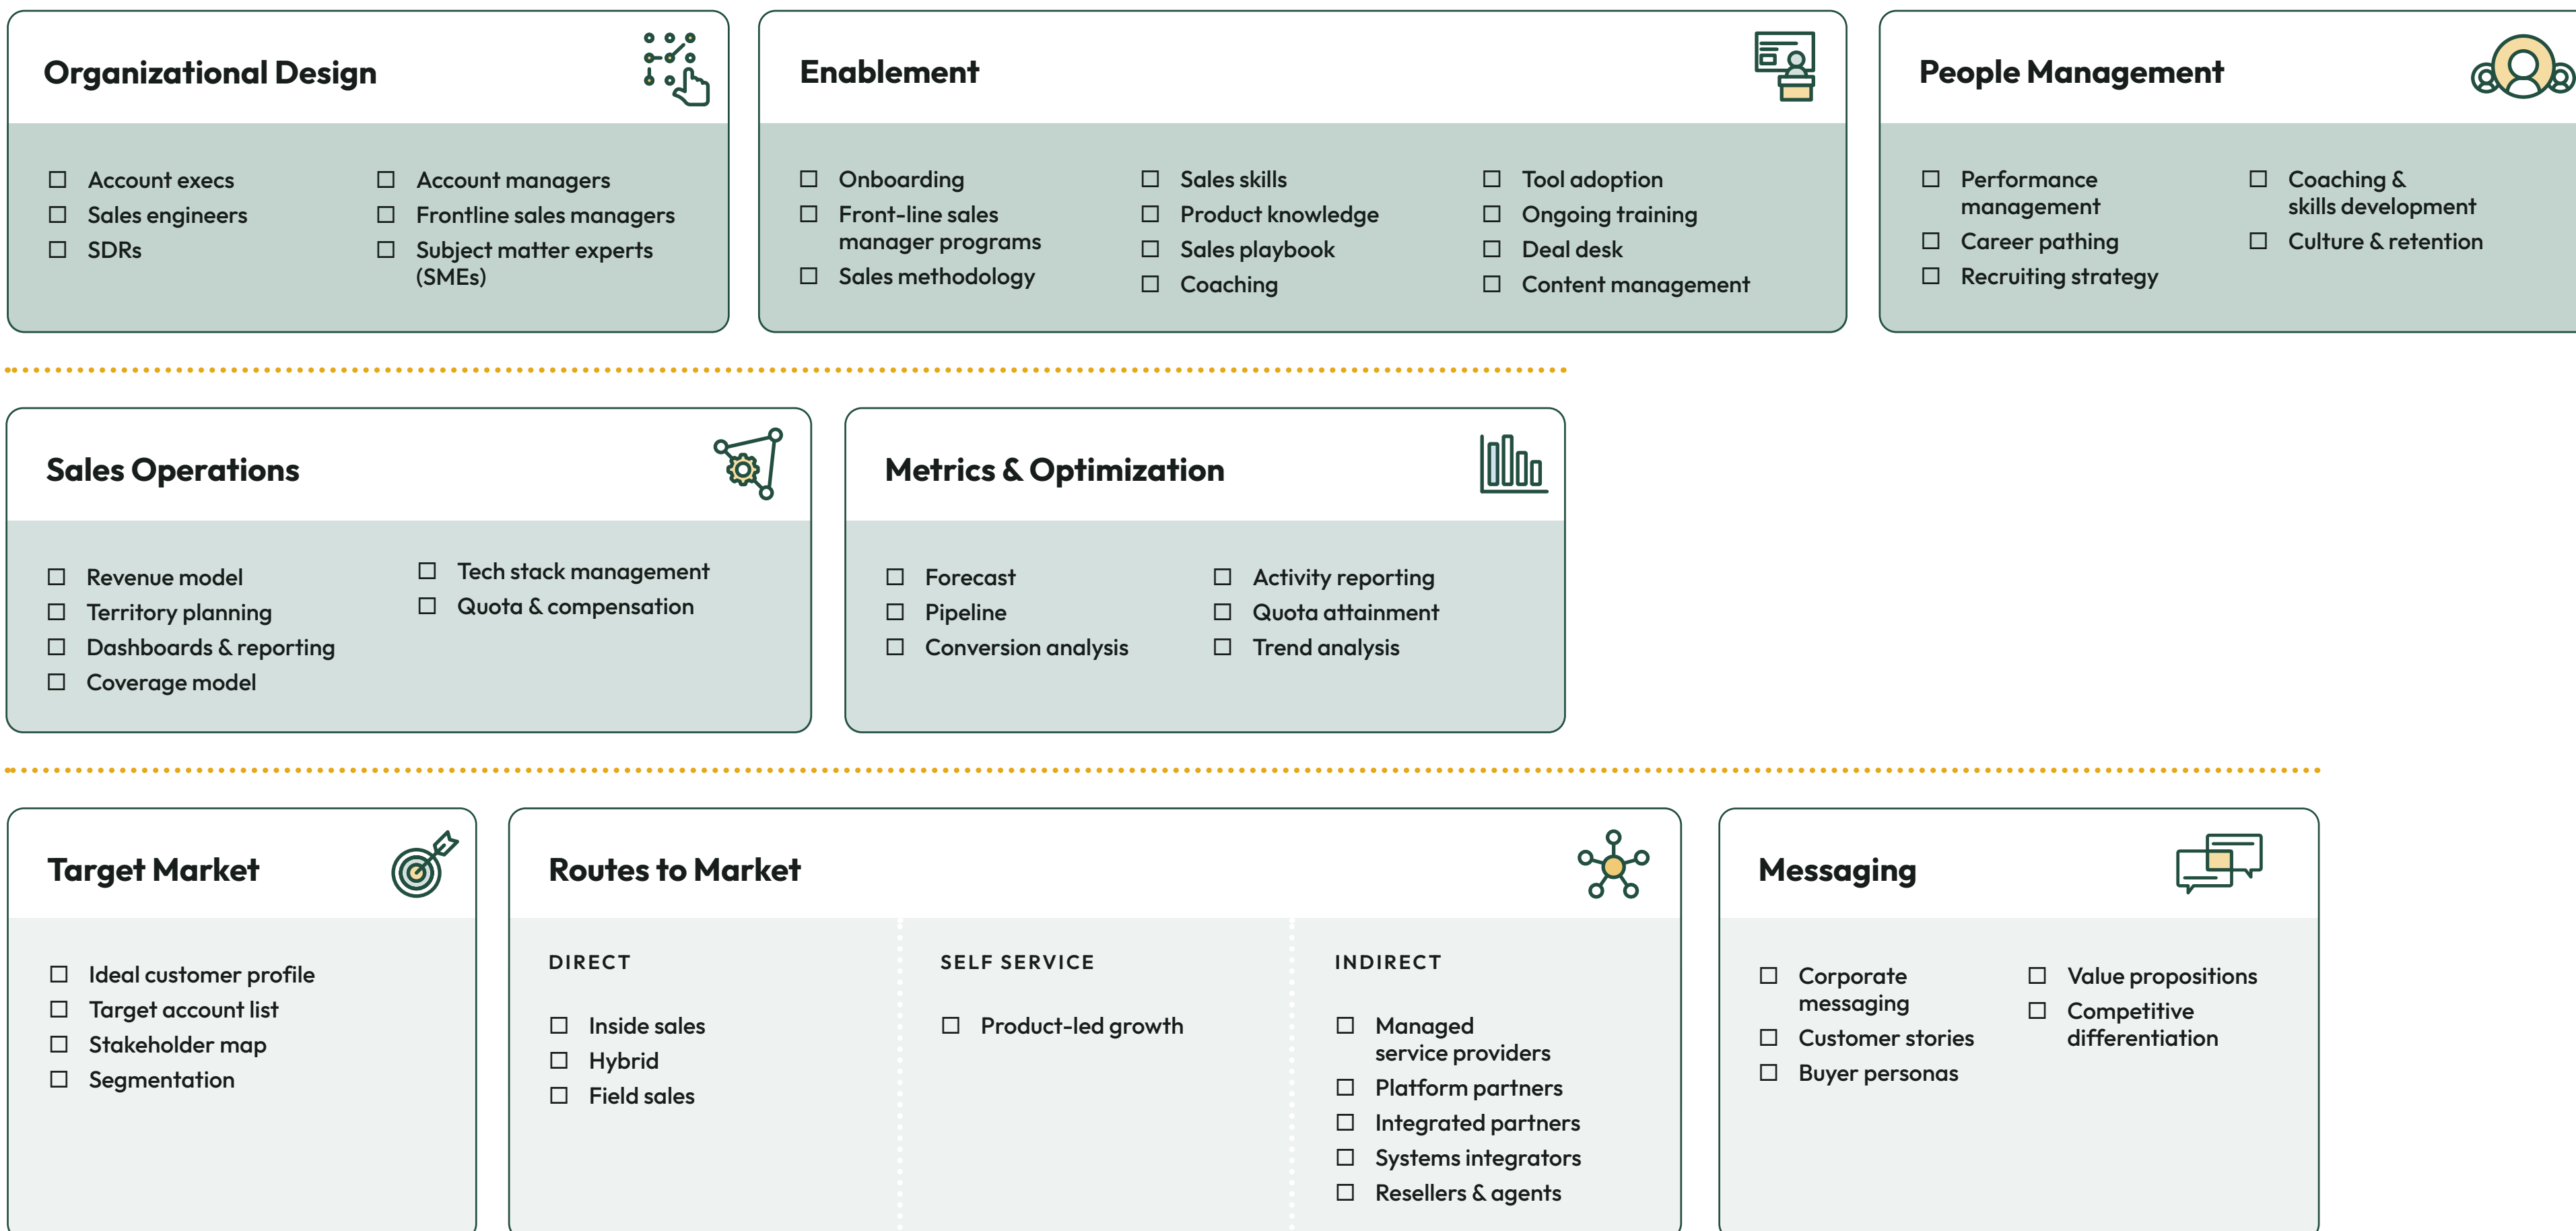 Organizational Design
Account execs
Sales engineers
SDRs
Account managers
Frontline sales managers
Subject matter experts
(SMEs)
Enablement
Onboarding
Front-line sales
manager programs
Sales methodology
Sales skills
Product knowledge
Sales playbook
Coaching
Tool adoption
Ongoing training
Deal desk
Content management
People Management
Performance
management
Career pathing
Recruiting strategy
Coaching &
skills development
Culture & retention
Sales Operations
Revenue model
Territory planning
Dashboards & reporting
Coverage model
Tech stack management
Quota & compensation
Metrics & Optimization
Forecast
Pipeline
Conversion analysis
Activity reporting
Quota attainment
Trend analysis
Target Market
Ideal customer profile
Target account list
Stakeholder map
Segmentation
Routes to Market
DIRECT
Inside sales
Hybrid
Field sales
SELF SERVICE
Product-led growth
INDIRECT
Managed
service providers
Platform partners
Integrated partners
Systems integrators
Resellers & agents
Messaging
Corporate
messaging
Customer stories
Buyer personas
Value propositions
Competitive
differentiation